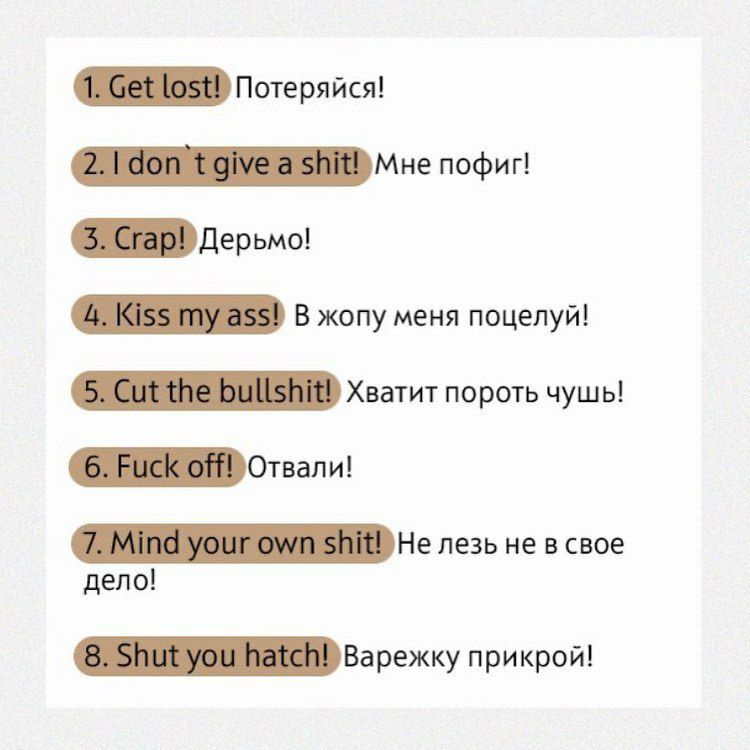 1. Get lost! Потеряйся!
2. I don`t give a shit! Мне пофиг!
3. Crap! Дерьмо!
4. Kiss my ass! В жопу меня поцелуй!
5. Cut the bullshit! Хватит пороть чушь!
6. Fuck off! Отвали!
7. Mind your own shit! Не лезь не в свое
дело!
8. Shut you hatch! Варежку прикрой!